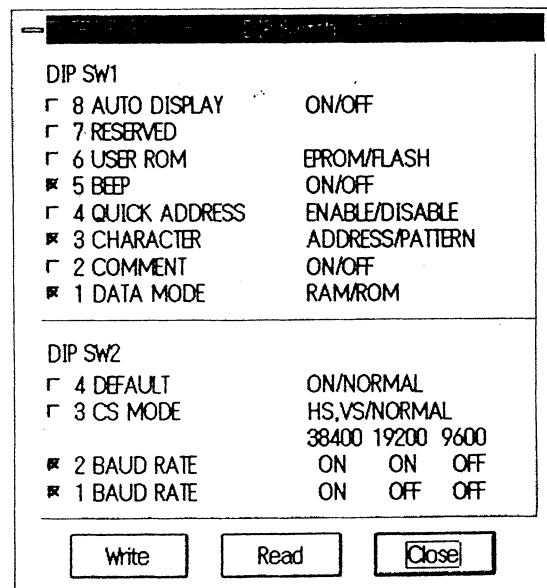 DIP SW1
8 AUTO DISPLAY ON/OFF
7 RESERVED
6 USER ROM EPROM/FLASH
5 BEEP ON/OFF
4 QUICK ADDRESS ENABLE/DISABLE
3 CHARACTER ADDRESS/PATTERN
2 COMMENT ON/OFF
1 DATA MODE RAM/ROM
DIP SW2
4 DEFAULT ON/NORMAL
3 CS MODE HS,VS/NORMAL
38400 19200 9600
2 BAUD RATE ON ON OFF
1 BAUD RATE ON OFF OFF
Write Read Close